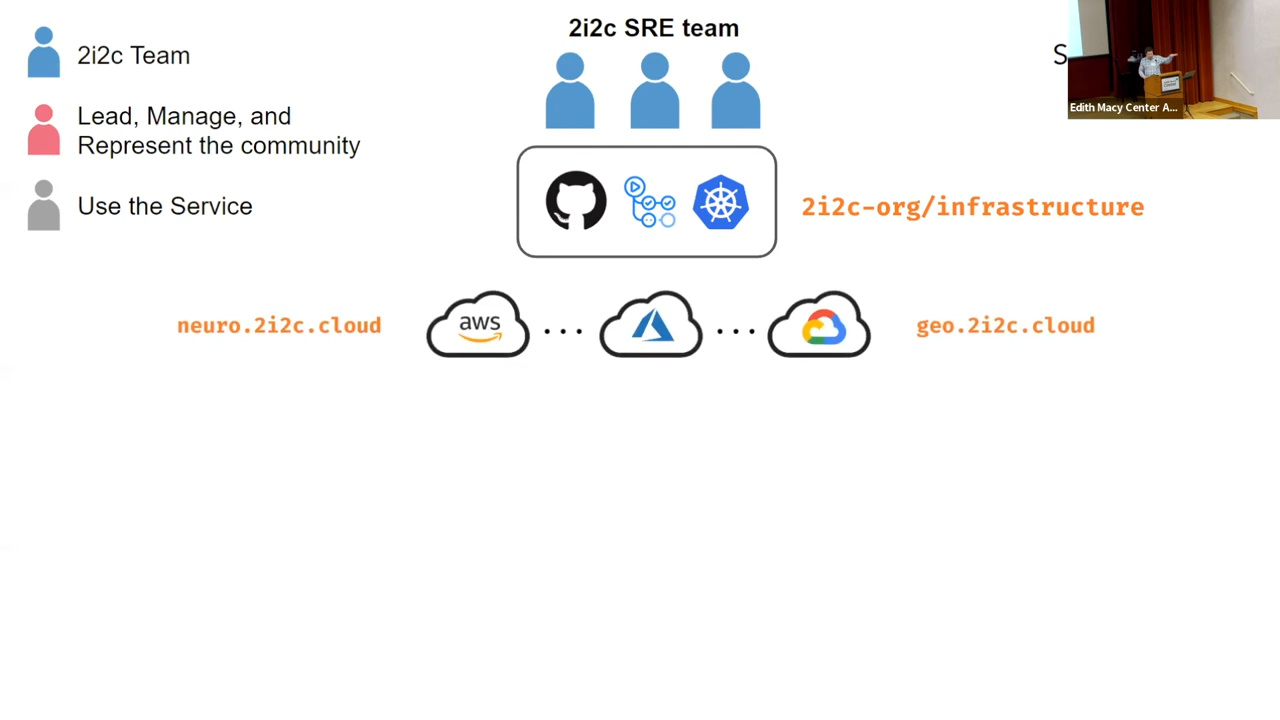 2i2c Team
Lead, Manage, and
Represent the community
Use the Service
2i2c SRE team
S
Edith Macy Center A...
2i2c-org/infrastructure
neuro.2i2c.cloud
aws
geo.2i2c.cloud